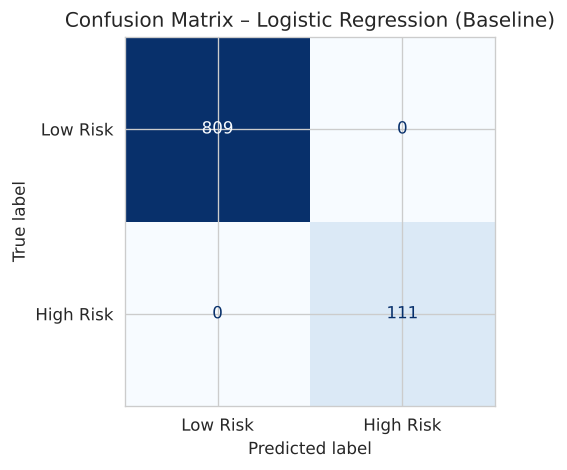 Confusion Matrix – Logistic Regression (Baseline)
Low Risk
809
0
True label
High Risk
0
111
Low Risk
High Risk
Predicted label